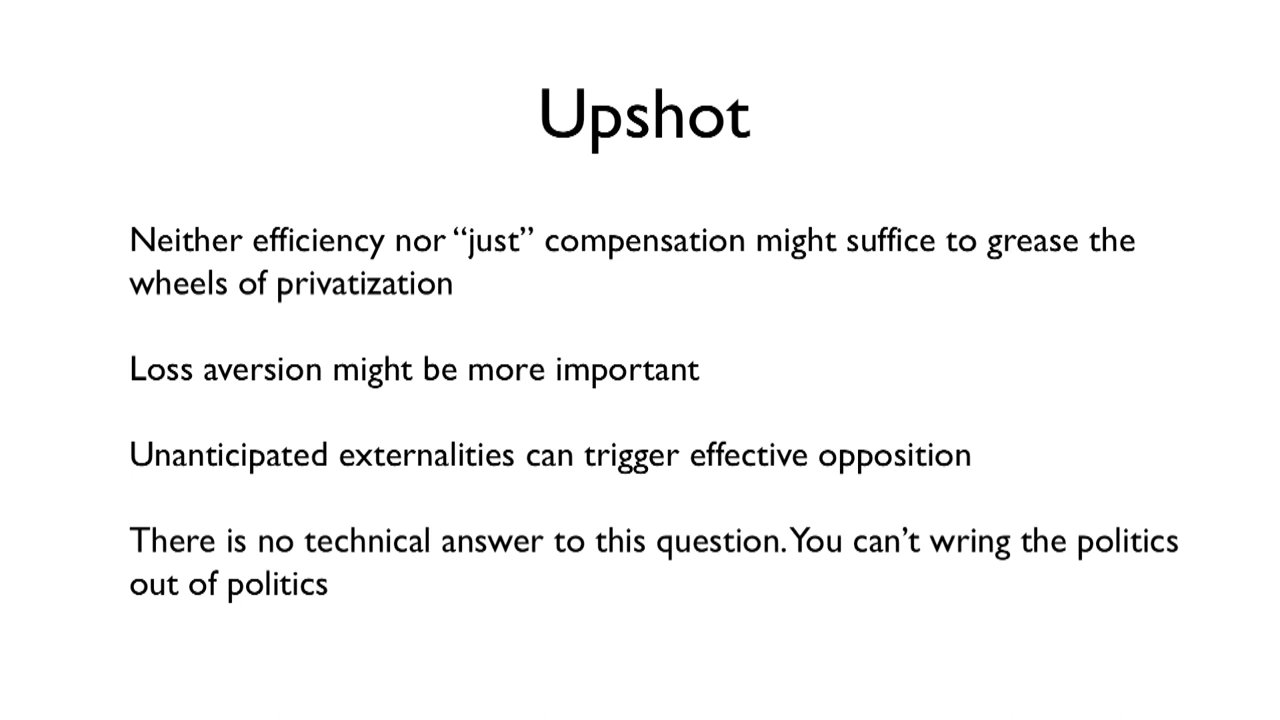 Upshot
Neither efficiency nor “just” compensation might suffice to grease the
wheels of privatization
Loss aversion might be more important
Unanticipated externalities can trigger effective opposition
There is no technical answer to this question. You can’t wring the politics
out of politics